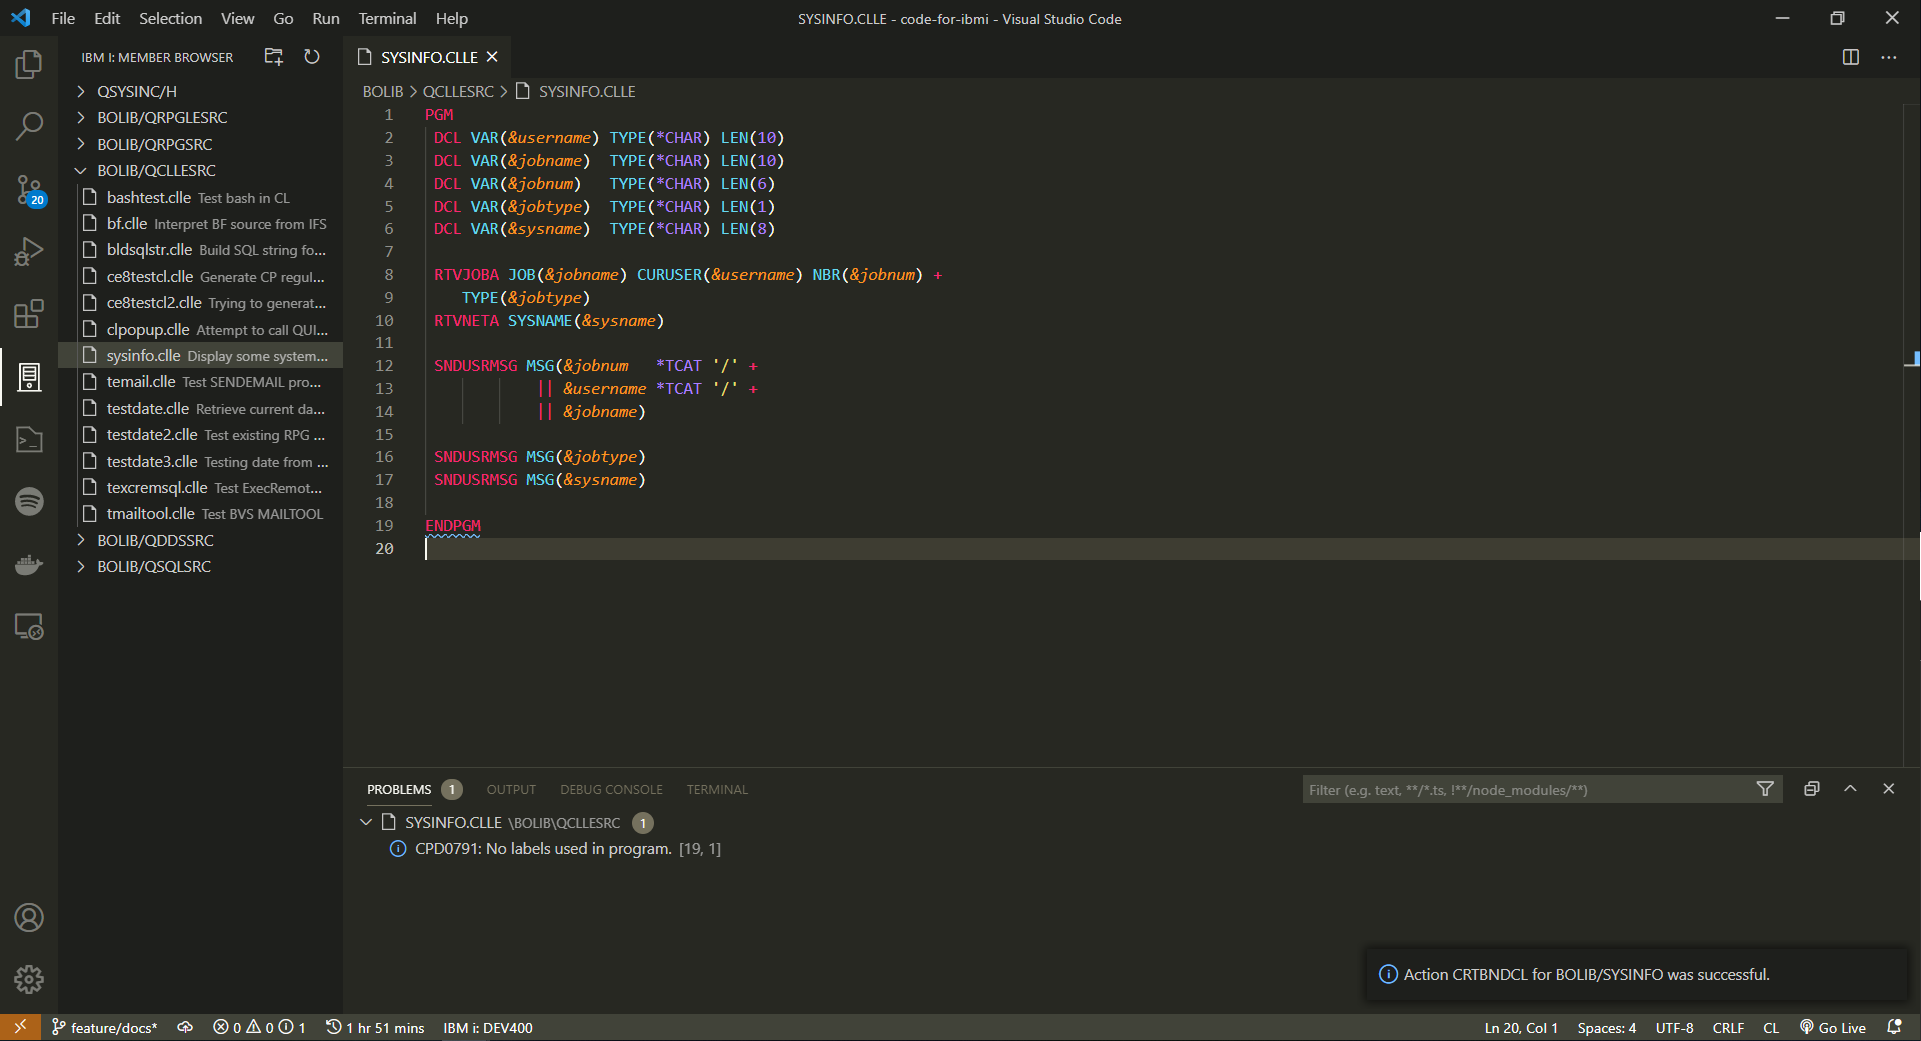 File Edit Selection View Go Run Terminal Help
SYSINFO.CLLE - code-for-ibmi - Visual Studio Code
IBM I: MEMBER BROWSER
QSYSINC/H
BOLIB/QRPGLESRC
BOLIB/QRPGSRC
BOLIB/QCLLESRC
bashtest.clle Test bash in CL
bf.clle Interpret BF source from IFS
bldsqlstr.clle Build SQL string fo...
ce8testcl.clle Generate CP regul...
ce8testcl2.clle Trying to generat...
clpopup.clle Attempt to call QUI...
sysinfo.clle Display some system...
temail.clle Test SENDEMAIL pro...
testdate.clle Retrieve current da...
testdate2.clle Test existing RPG ...
testdate3.clle Testing date from ...
texcremsql.clle Test ExecRemot...
tmailtool.clle Test BVS MAILTOOL
BOLIB/QDDSSRC
BOLIB/QSQLSRC
20
SYSINFO.CLLE
BOLIB > QCLLESRC > SYSINFO.CLLE
1 PGM
2 DCL VAR(&username) TYPE(*CHAR) LEN(10)
3 DCL VAR(&jobname) TYPE(*CHAR) LEN(10)
4 DCL VAR(&jobnum) TYPE(*CHAR) LEN(6)
5 DCL VAR(&jobtype) TYPE(*CHAR) LEN(1)
6 DCL VAR(&sysname) TYPE(*CHAR) LEN(8)
7
8 RTVJOBA JOB(&jobname) CURUSER(&username) NBR(&jobnum) +
9 TYPE(&jobtype)
10 RTVNETA SYSNAME(&sysname)
11
12 SNDUSRMSG MSG(&jobnum *TCAT '/' +
13 || &username *TCAT '/' +
14 || &jobname)
15
16 SNDUSRMSG MSG(&jobtype)
17 SNDUSRMSG MSG(&sysname)
18
19 ENDPGM
20
PROBLEMS 1 OUTPUT DEBUG CONSOLE TERMINAL
Filter (e.g. text, **/*.ts, !**/node_modules/**)
SYSINFO.CLLE \BOLIB\QCLLESRC 1
CPD0791: No labels used in program. [19, 1]
Action CRTBNDCL for BOLIB/SYSINFO was successful.
feature/docs* 0 0 1 1 hr 51 mins IBM i: DEV400
Ln 20, Col 1 Spaces: 4 UTF-8 CRLF CL Go Live